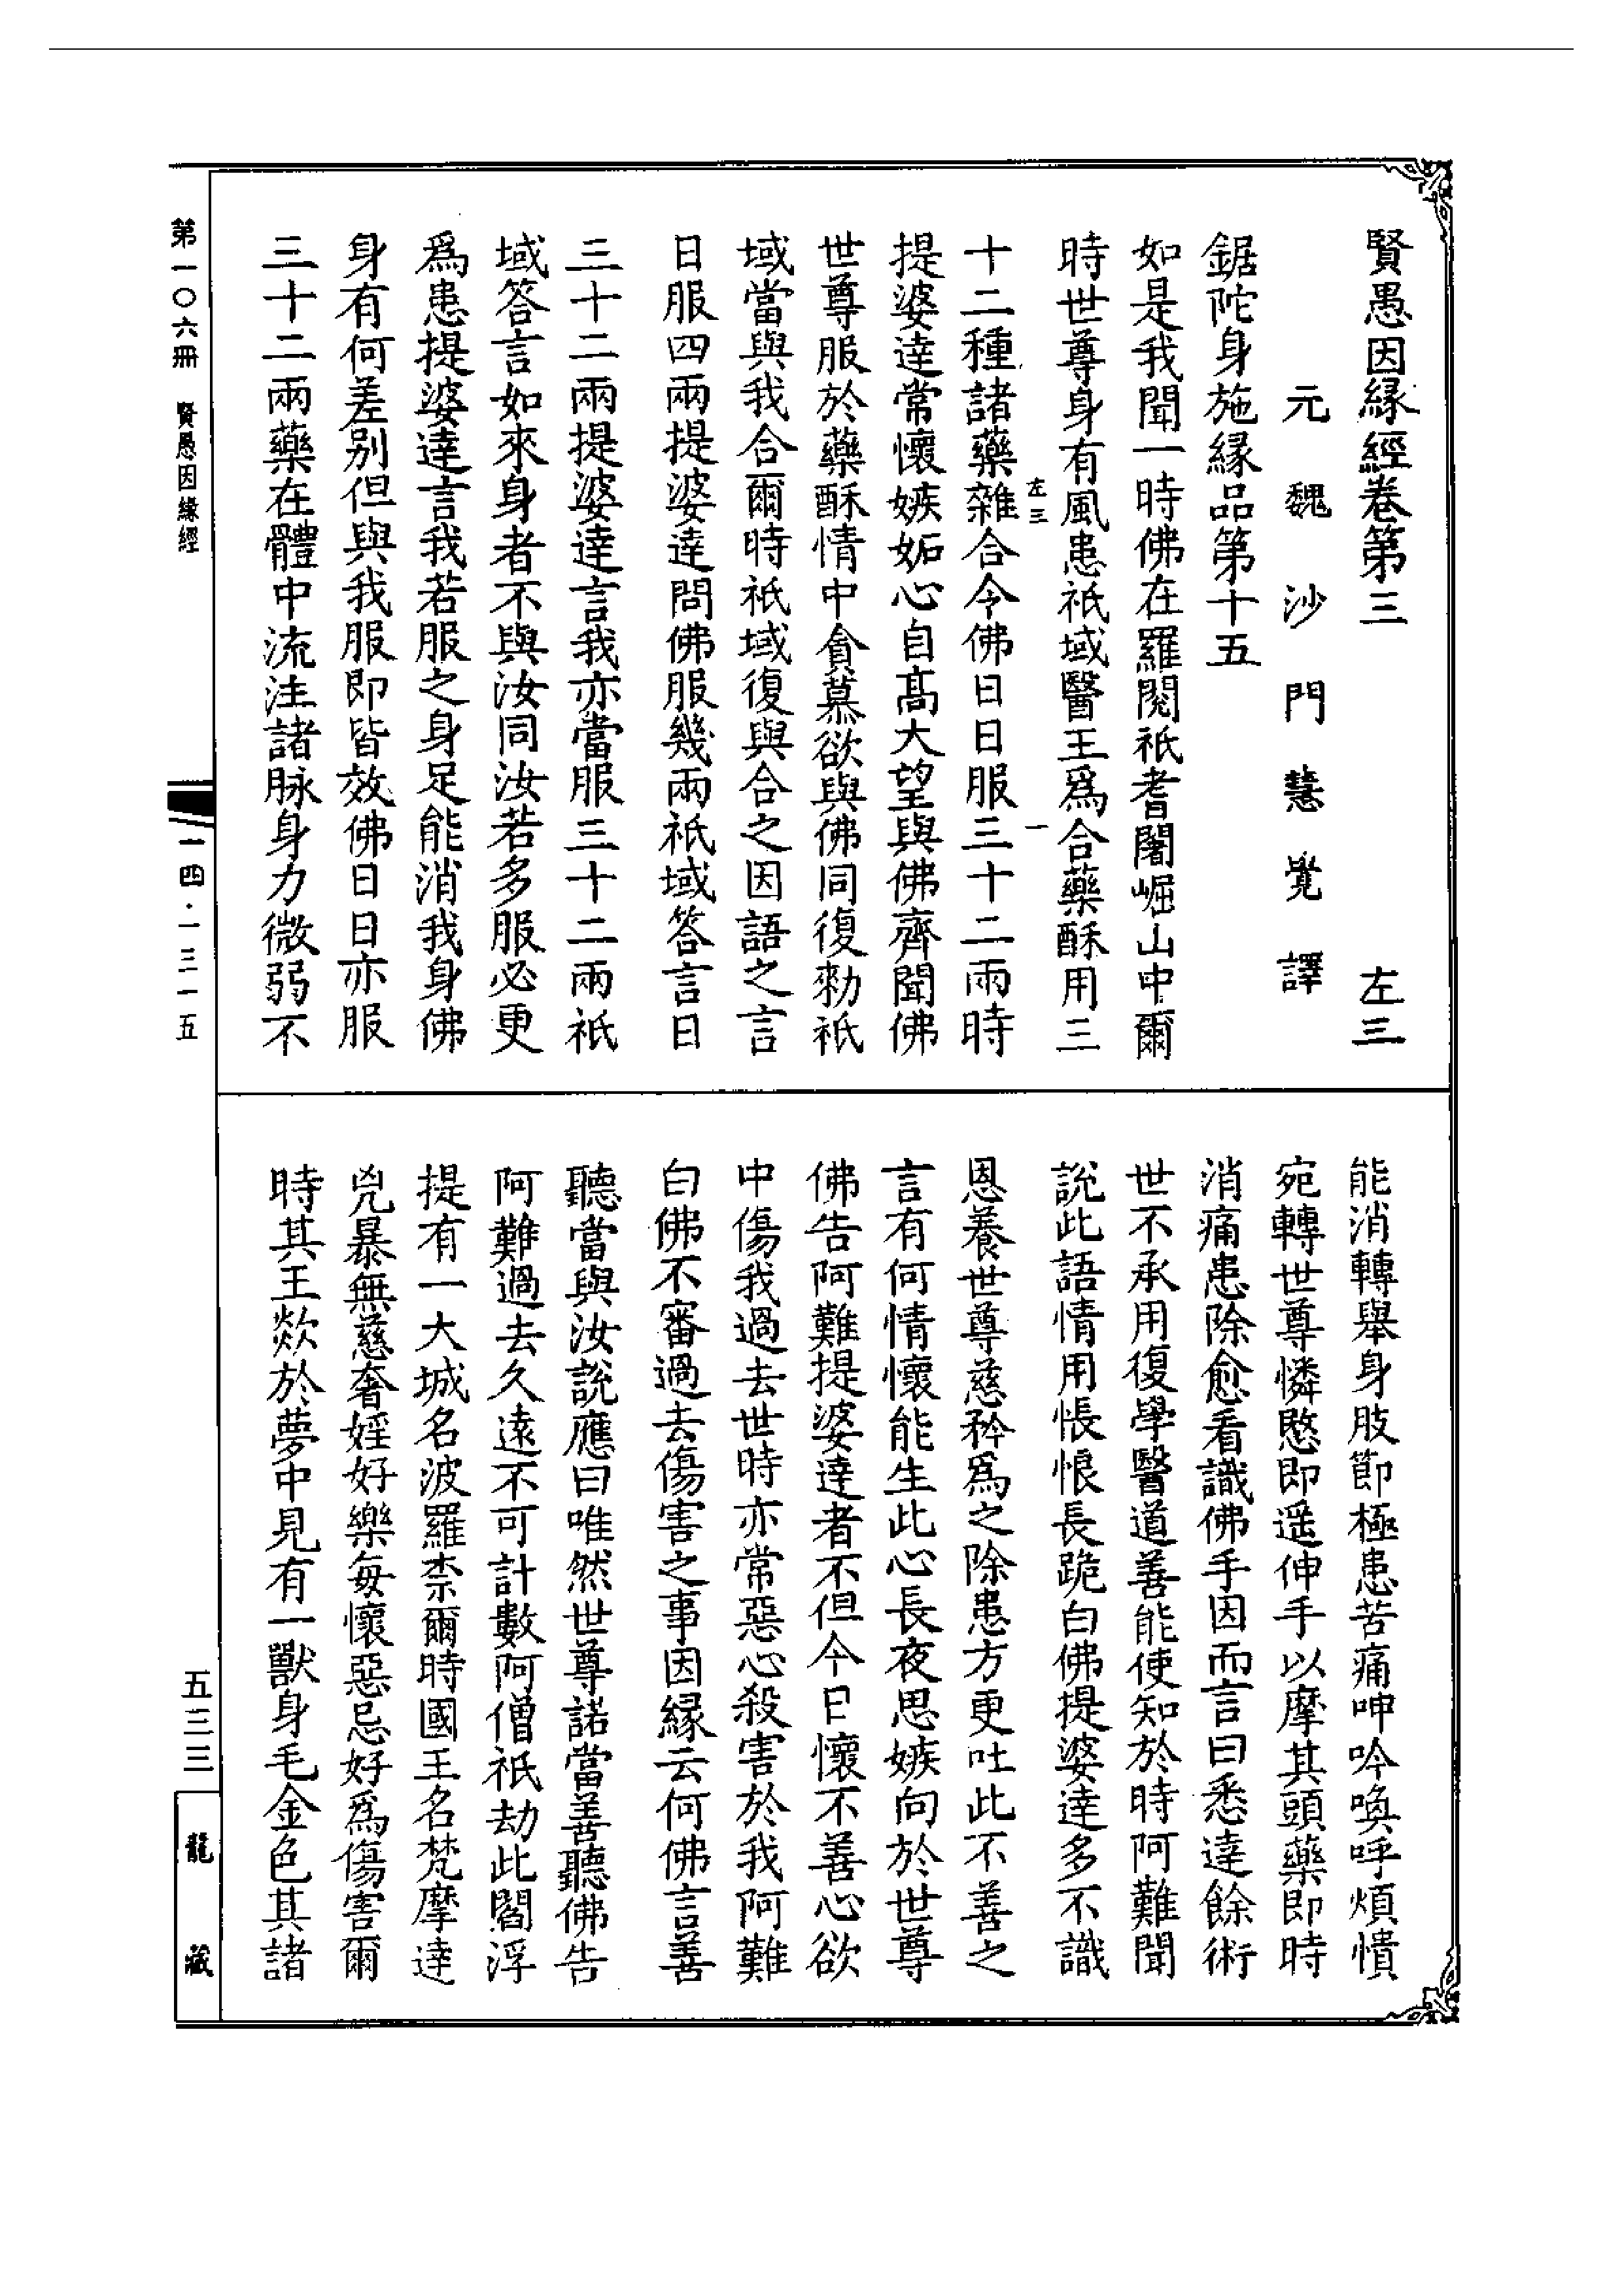 賢愚因緣經卷第三　左三
元魏沙門慧覺譯
鋸陀身施緣品第十五
如是我聞一時佛在羅閱祇耆闍崛山中爾
時世尊身有風患祇域醫王爲合藥酥用三
左三　一
十二種諸藥雜合令佛日日服三十二兩時
提婆達常懷嫉妬心自高大望與佛齊聞佛
世尊服於藥酥情中貪慕欲與佛同復勑祇
域當與我合爾時祇域復與合之因語之言
日服四兩提婆達問佛服幾兩祇域答言日
三十二兩提婆達言我亦當服三十二兩祇
域答言如來身者不與汝同汝若多服必更
爲患提婆達言我若服之身足能消我身佛
身有何差別但與我服即皆效佛日日亦服
三十二兩藥在體中流注諸脉身力微弱不
能消轉舉身肢節極患苦痛呻吟喚呼煩憒
宛轉世尊憐愍即遥伸手以摩其頭藥即時
消痛患除愈看識佛手因而言曰悉達餘術
世不承用復學醫道善能使知於時阿難聞
說此語情用悵恨長跪白佛提婆達多不識
恩養世尊慈矜爲之除患方更吐此不善之
言有何情懷能生此心長夜思嫉向於世尊
佛告阿難提婆達者不但今日懷不善心欲
中傷我過去世時亦常惡心殺害於我阿難
白佛不審過去傷害之事因緣云何佛言善
聽當與汝說應曰唯然世尊諾當善聽佛告
阿難過去久遠不可計數阿僧祇劫此閻浮
提有一大城名波羅柰爾時國王名梵摩達
兇暴無慈奢婬好樂每懷惡忌好爲傷害爾
時其王欻於夢中見有一獸身毛金色其諸
第一〇六冊　賢愚因緣經
一四·一三一五
五三三
龍藏